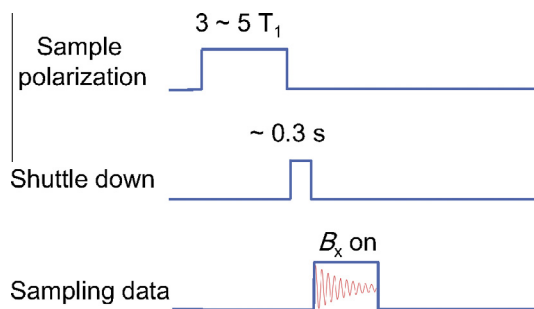 3 ~ 5 T₁
Sample
polarization
~ 0.3 s
Shuttle down
Bₓ on
Sampling data